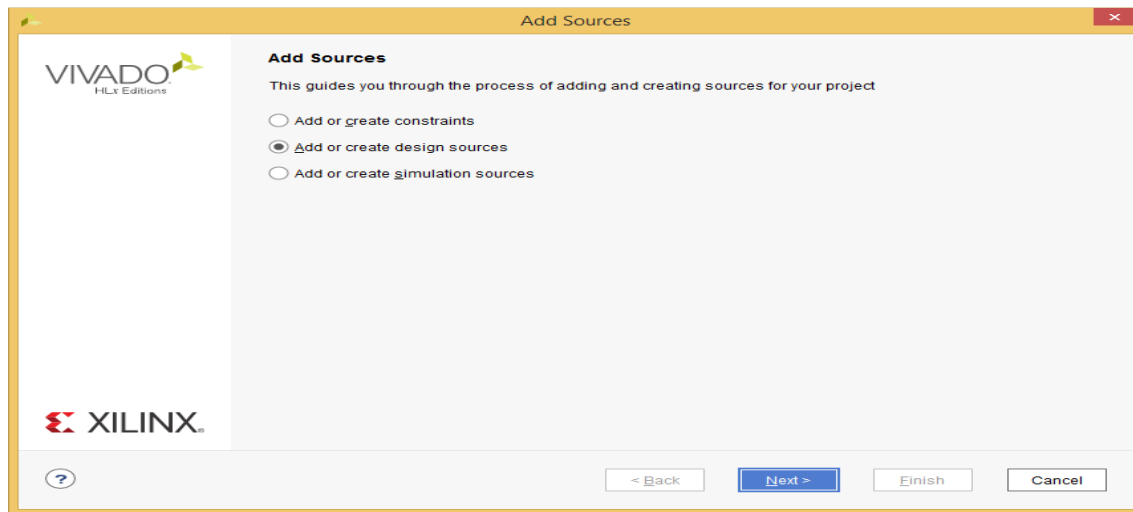 Add Sources
VIVADO
HLx Editions
Add Sources
This guides you through the process of adding and creating sources for your project
Add or create constraints
Add or create design sources
Add or create simulation sources
XILINX
?
< Back
Next >
Finish
Cancel